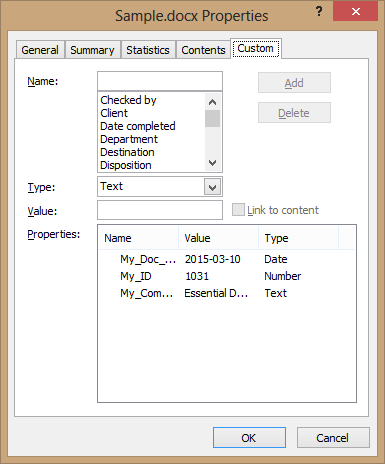 Sample.docx Properties ?
General Summary Statistics Contents Custom
Name:
Add
Checked by
Client
Date completed
Department
Destination
Disposition
Delete
Type: Text
Value: Link to content
Properties:
Name Value Type
My_Doc_... 2015-03-10 Date
My_ID 1031 Number
My_Com... Essential D... Text
OK Cancel